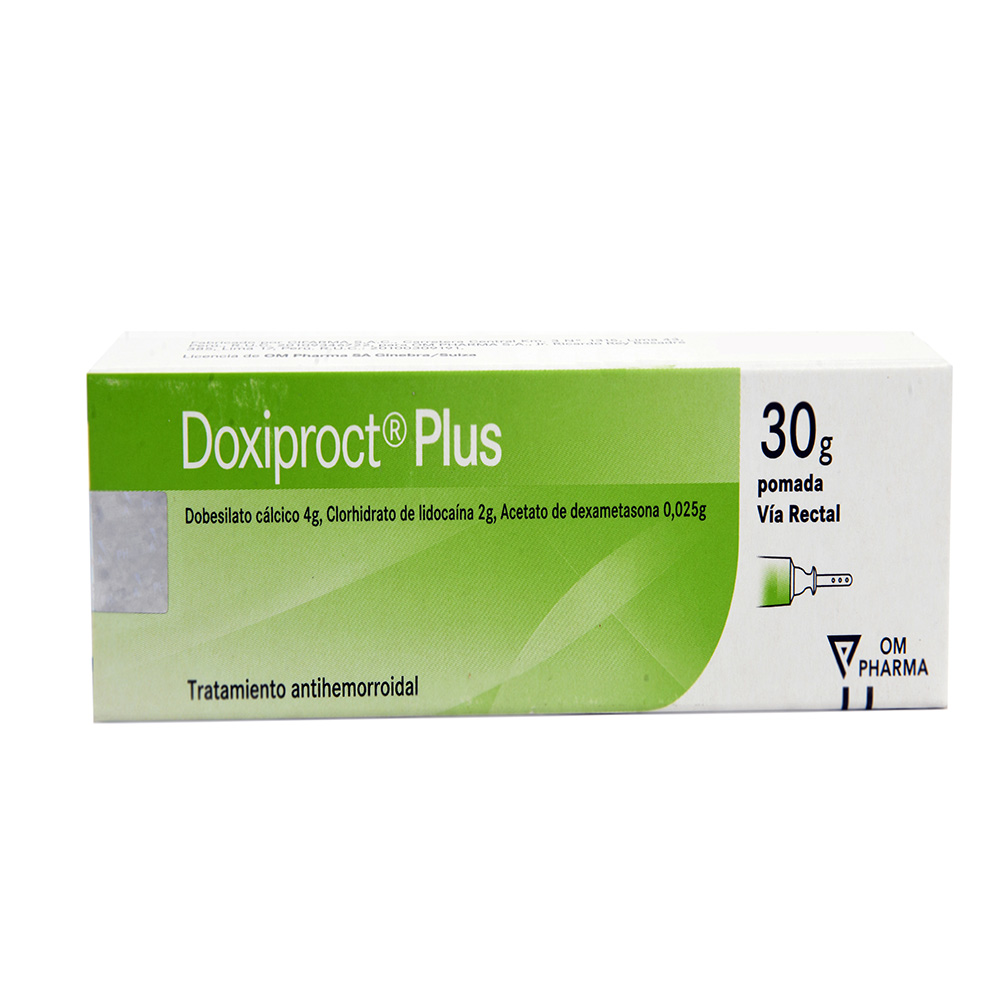 Licencia de OM Pharma SA Ginebra/Suiza
Doxiproct® Plus
Dobesilato cálcico 4g, Clorhidrato de lidocaína 2g, Acetato de dexametasona 0,025g
Tratamiento antihemorroidal
30g
pomada
Vía Rectal
OM
PHARMA